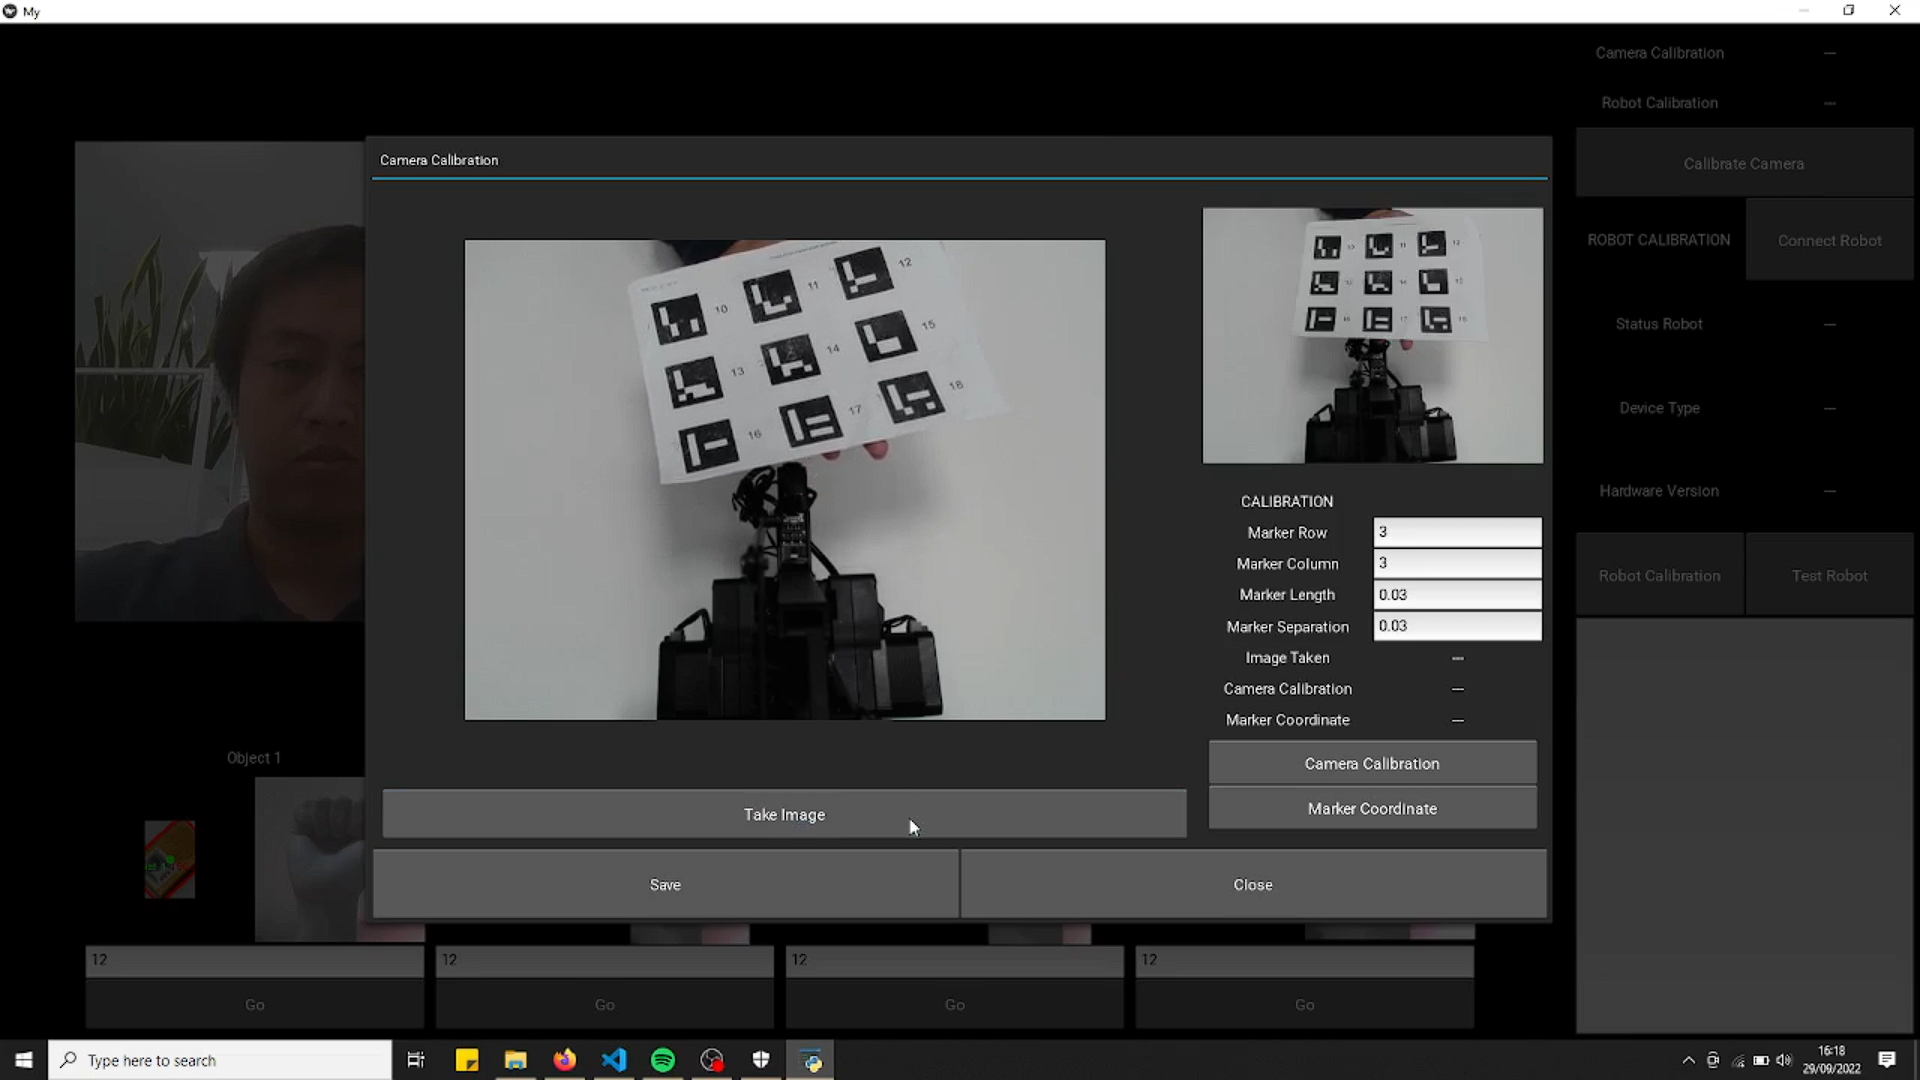 My
Camera Calibration —
Robot Calibration —
Calibrate Camera
ROBOT CALIBRATION
Connect Robot
Status Robot —
Device Type —
Hardware Version —
Robot Calibration
Test Robot
Camera Calibration
10 11 12
13 14 15
16 17 18
CALIBRATION
Marker Row 3
Marker Column 3
Marker Length 0.03
Marker Separation 0.03
Image Taken —
Camera Calibration —
Marker Coordinate —
Camera Calibration
Marker Coordinate
Take Image
Save
Close
Object 1
12 12 12 12
Go Go Go Go
Type here to search
16:18
29/09/2022